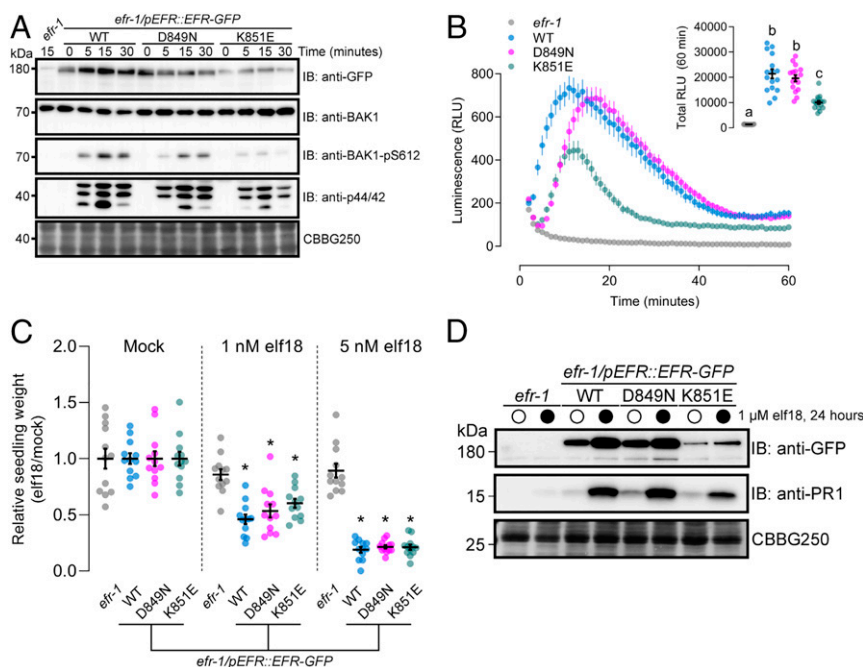 A
efr-1
efr-1/pEFR::EFR-GFP
WT D849N K851E
kDa 15 0 5 15 30 0 5 15 30 0 5 15 30 Time (minutes)
180 IB: anti-GFP
70 IB: anti-BAK1
70 IB: anti-BAK1-pS612
40 IB: anti-p44/42
40 CBBG250
B
efr-1
WT
D849N
K851E
Luminescence (RLU)
800
600
400
200
0
0 20 40 60
Time (minutes)
Total RLU (60 min)
30000
20000
10000
0
a b b c
C
Relative seedling weight
(elf18/mock)
2.0
1.5
1.0
0.5
0.0
Mock 1 nM elf18 5 nM elf18
* * *
* * *
efr-1 WT D849N K851E efr-1 WT D849N K851E efr-1 WT D849N K851E
efr-1/pEFR::EFR-GFP
D
efr-1/pEFR::EFR-GFP
efr-1 WT D849N K851E
1 µM elf18, 24 hours
kDa
180 IB: anti-GFP
15 IB: anti-PR1
25 CBBG250